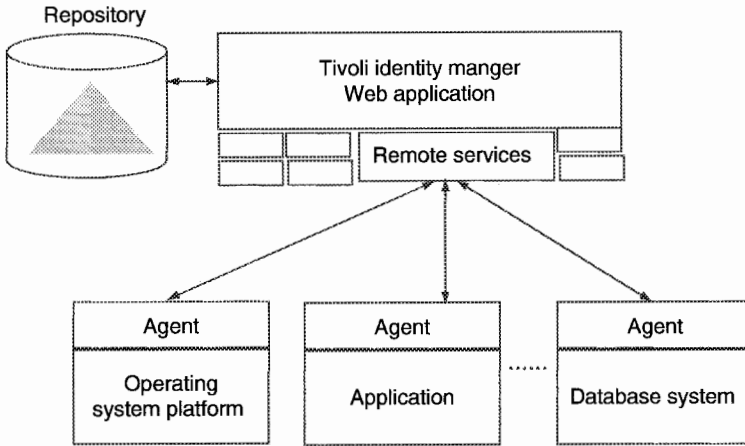 Repository
Tivoli identity manger
Web application
Remote services
Agent
Agent
Agent
Operating
system platform
Application
Database system